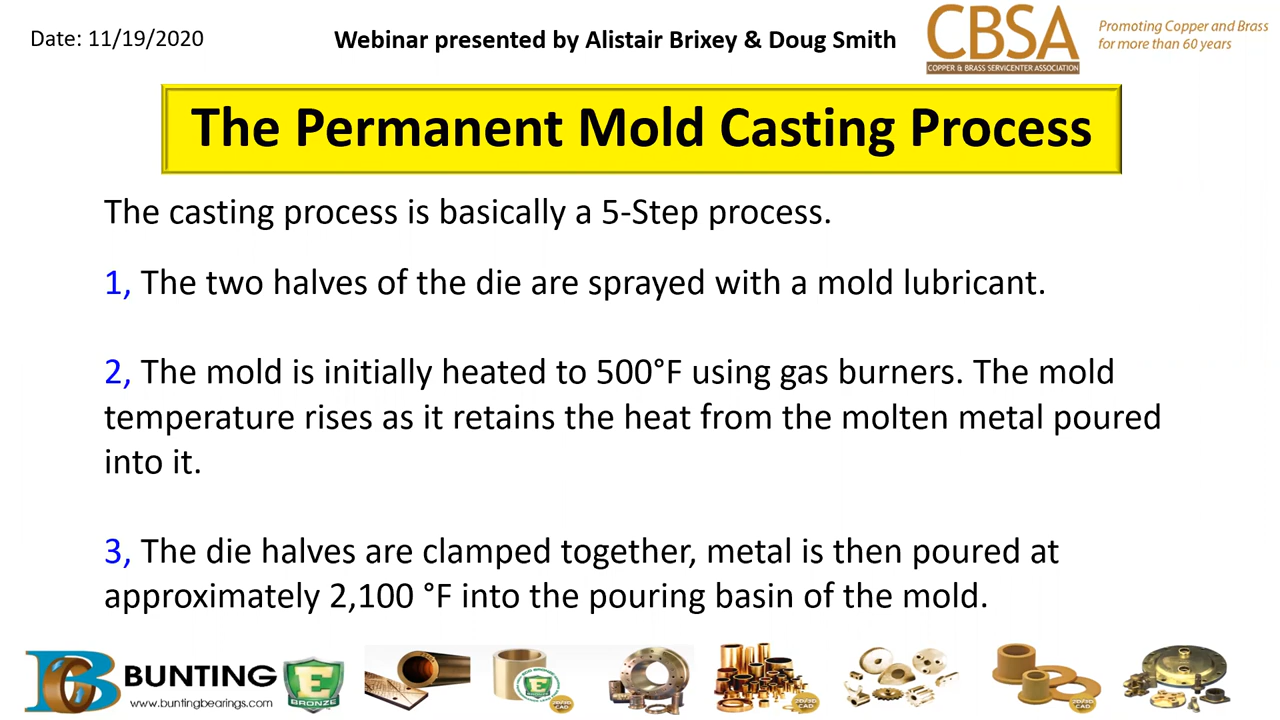 Date: 11/19/2020
Webinar presented by Alistair Brixey & Doug Smith
CBSA
COPPER & BRASS SERVICENTER ASSOCIATION
Promoting Copper and Brass
for more than 60 years
The Permanent Mold Casting Process
The casting process is basically a 5-Step process.
1, The two halves of the die are sprayed with a mold lubricant.
2, The mold is initially heated to 500°F using gas burners. The mold
temperature rises as it retains the heat from the molten metal poured
into it.
3, The die halves are clamped together, metal is then poured at
approximately 2,100 °F into the pouring basin of the mold.
BUNTING
www.buntingbearings.com
E
BRONZE